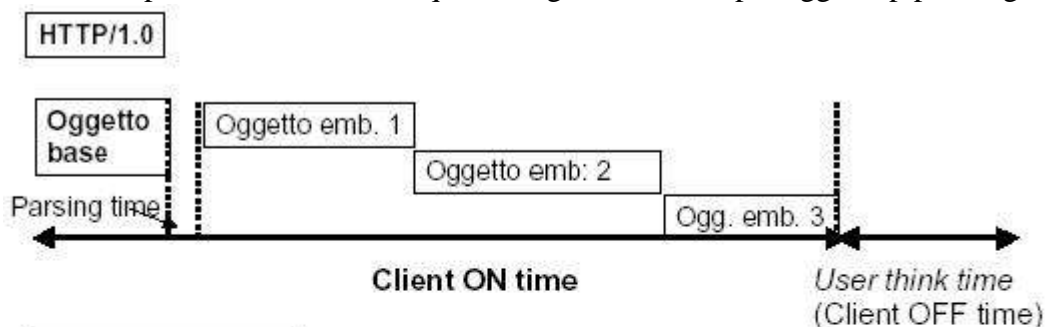 HTTP/1.0
Oggetto base
Oggetto emb. 1
Oggetto emb: 2
Ogg. emb. 3
Parsing time
Client ON time
User think time
(Client OFF time)